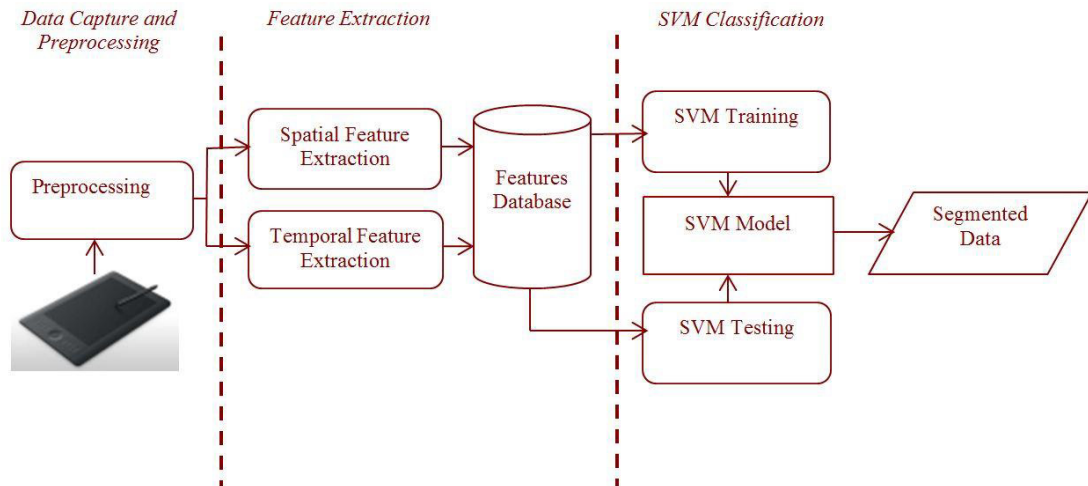 Data Capture and
Preprocessing
Feature Extraction
SVM Classification
Preprocessing
Spatial Feature
Extraction
Temporal Feature
Extraction
Features
Database
SVM Training
SVM Model
SVM Testing
Segmented
Data